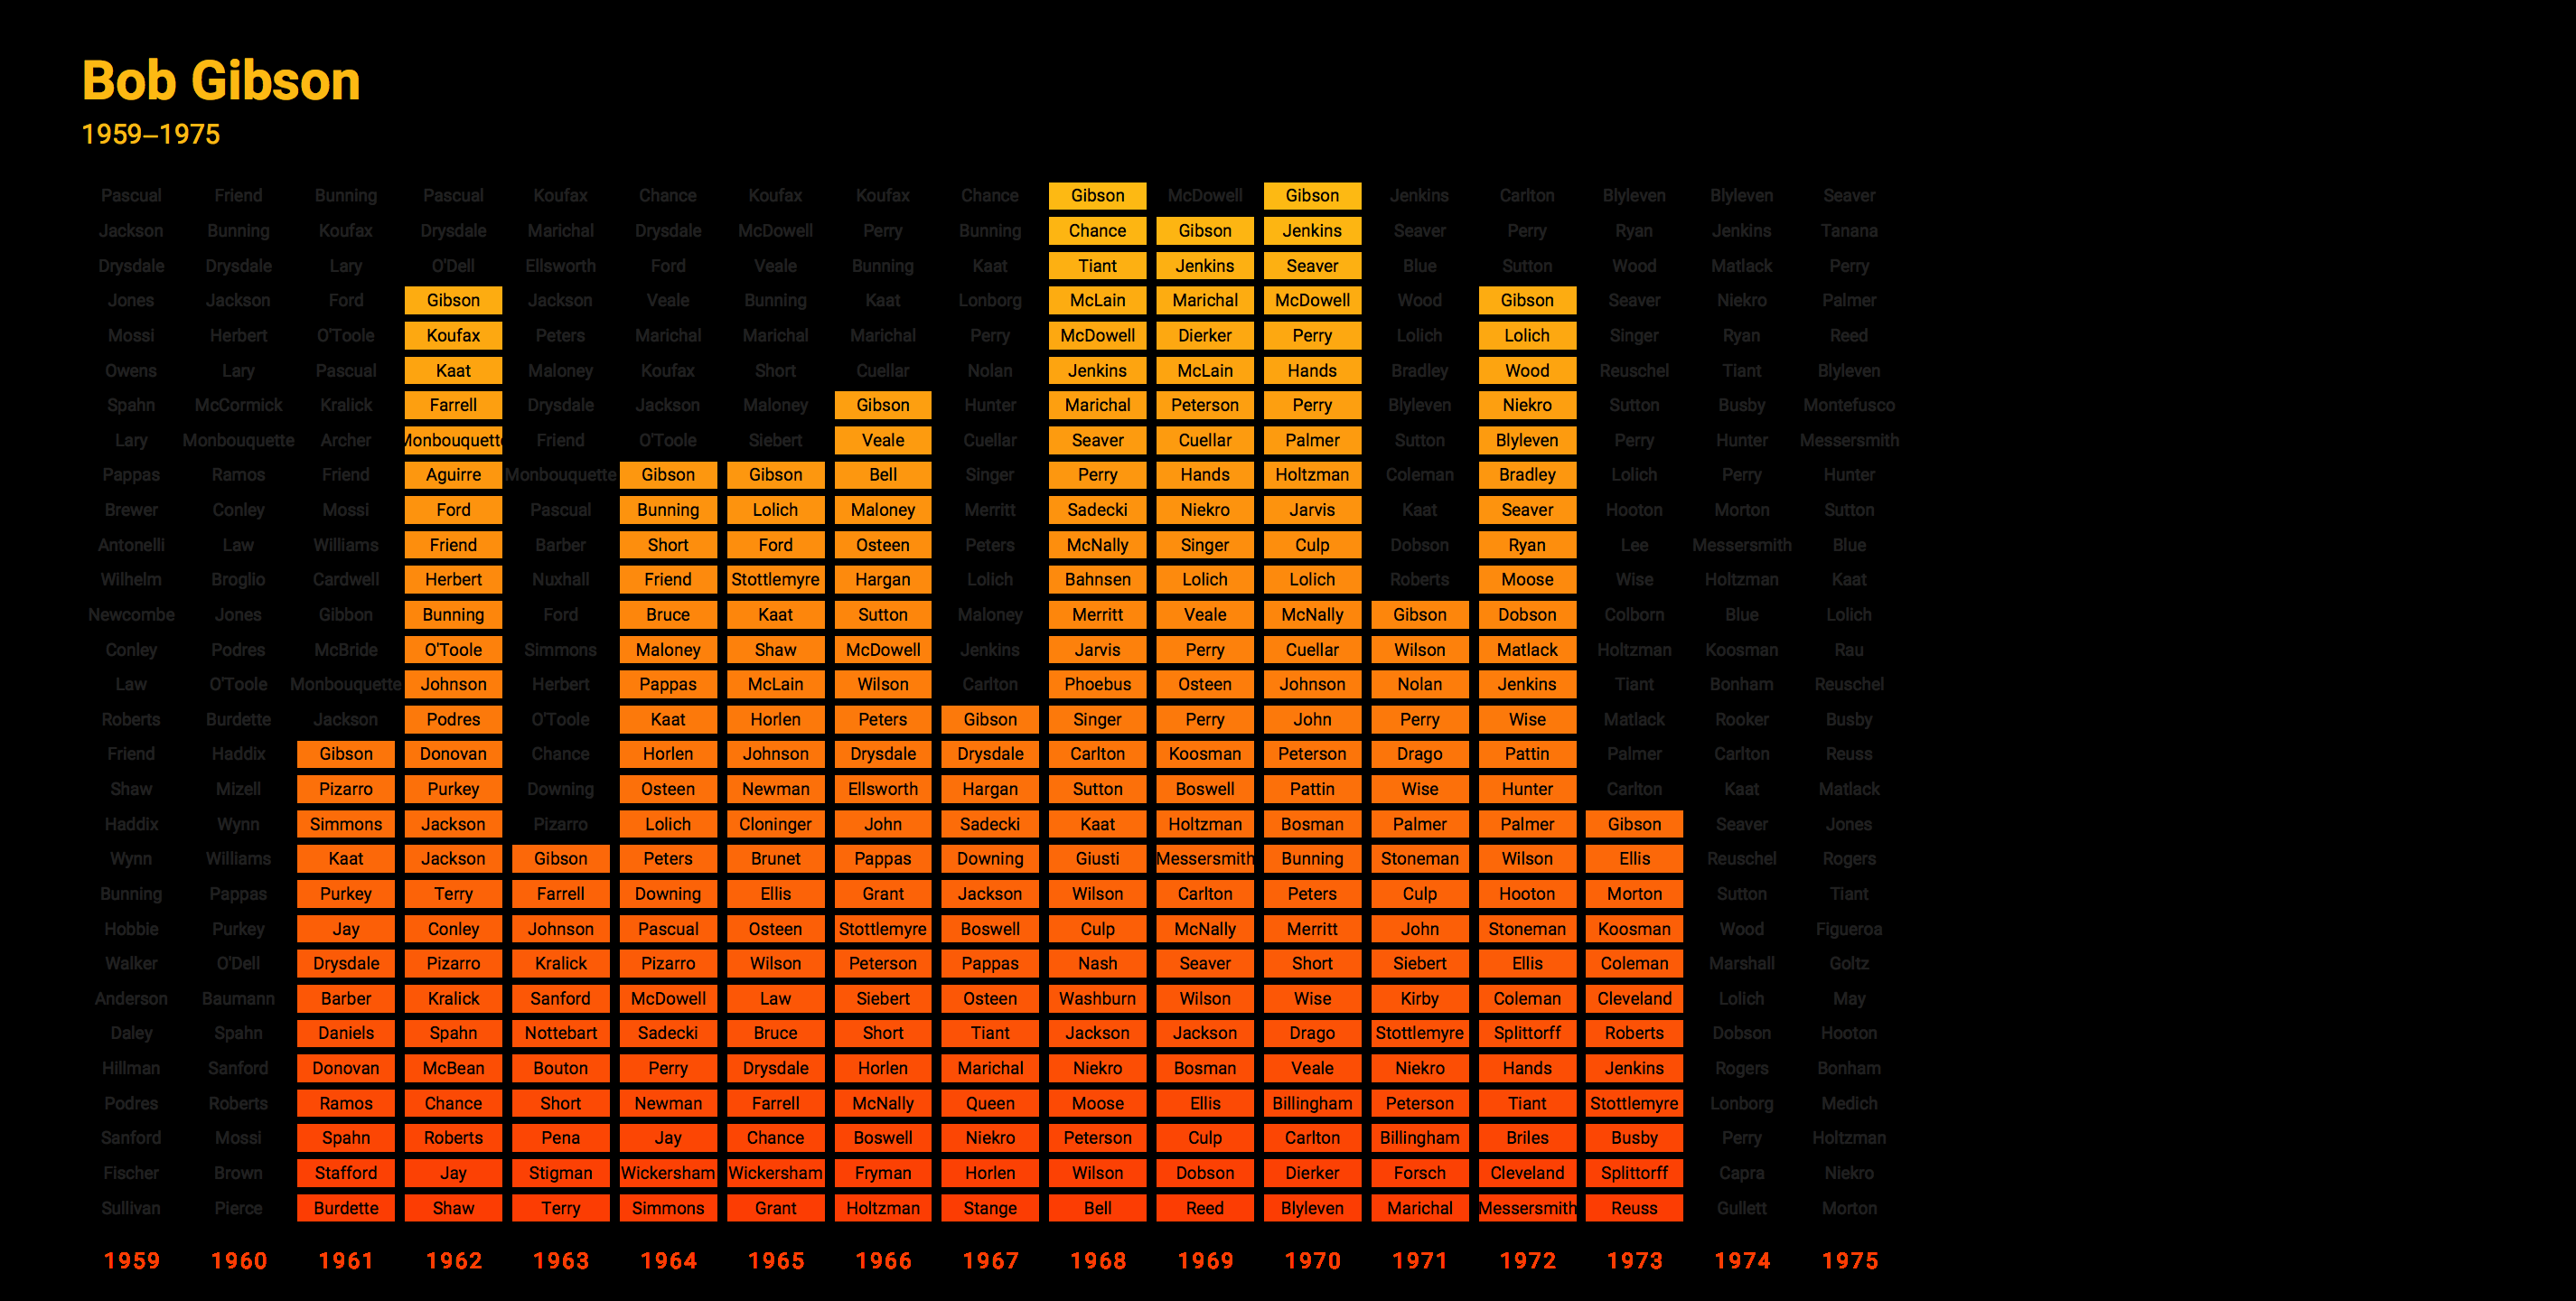 Bob Gibson
1959–1975
Pascual Friend Bunning Pascual Koufax Chance Koufax Koufax Chance Gibson McDowell Gibson Jenkins Carlton Blyleven Blyleven Seaver
Jackson Bunning Koufax Drysdale Marichal Drysdale McDowell Perry Bunning Chance Gibson Jenkins Seaver Perry Ryan Jenkins Tanana
Drysdale Drysdale Lary O'Dell Ellsworth Ford Veale Bunning Kaat Tiant Jenkins Seaver Blue Sutton Wood Matlack Perry
Jones Jackson Ford Gibson Jackson Veale Bunning Kaat Lonborg McLain Marichal McDowell Wood Gibson Seaver Niekro Palmer
Mossi Herbert O'Toole Koufax Peters Marichal Marichal Marichal Perry McDowell Dierker Perry Lolich Lolich Singer Ryan Reed
Owens Lary Pascual Kaat Maloney Koufax Short Cuellar Nolan Jenkins McLain Hands Bradley Wood Reuschel Tiant Blyleven
Spahn McCormick Kralick Farrell Drysdale Jackson Maloney Gibson Hunter Marichal Peterson Perry Blyleven Niekro Sutton Busby Montefusco
Lary Monbouquette Archer Monbouquette Friend O'Toole Siebert Veale Cuellar Seaver Cuellar Palmer Sutton Blyleven Perry Hunter Messersmith
Pappas Ramos Friend Aguirre Monbouquette Gibson Gibson Bell Singer Perry Hands Holtzman Coleman Bradley Lolich Perry Hunter
Brewer Conley Mossi Ford Pascual Bunning Lolich Maloney Merritt Sadecki Niekro Jarvis Kaat Seaver Hooton Morton Sutton
Antonelli Law Williams Friend Barber Short Ford Osteen Peters McNally Singer Culp Dobson Ryan Lee Messersmith Blue
Wilhelm Broglio Cardwell Herbert Nuxhall Friend Stottlemyre Hargan Lolich Bahnsen Lolich Lolich Roberts Moose Wise Holtzman Kaat
Newcombe Jones Gibbon Bunning Ford Bruce Kaat Sutton Maloney Merritt Veale McNally Gibson Dobson Colborn Blue Lolich
Conley Podres McBride O'Toole Simmons Maloney Shaw McDowell Jenkins Jarvis Perry Cuellar Wilson Matlack Holtzman Koosman Rau
Law O'Toole Monbouquette Johnson Herbert Pappas McLain Wilson Carlton Phoebus Osteen Johnson Nolan Jenkins Tiant Bonham Reuschel
Roberts Burdette Jackson Podres O'Toole Kaat Horlen Peters Gibson Singer Perry John Perry Wise Matlack Rooker Busby
Friend Haddix Gibson Donovan Chance Horlen Johnson Drysdale Drysdale Carlton Koosman Peterson Drago Pattin Palmer Carlton Reuss
Shaw Mizell Pizarro Purkey Downing Osteen Newman Ellsworth Hargan Sutton Boswell Pattin Wise Hunter Carlton Kaat Matlack
Haddix Wynn Simmons Jackson Pizarro Lolich Cloninger John Sadecki Kaat Holtzman Bosman Palmer Palmer Gibson Seaver Jones
Wynn Williams Kaat Jackson Gibson Peters Brunet Pappas Downing Giusti Messersmith Bunning Stoneman Wilson Ellis Reuschel Rogers
Bunning Pappas Purkey Terry Farrell Downing Ellis Grant Jackson Wilson Carlton Peters Culp Hooton Morton Sutton Tiant
Hobbie Purkey Jay Conley Johnson Pascual Osteen Stottlemyre Boswell Culp McNally Merritt John Stoneman Koosman Wood Figueroa
Walker O'Dell Drysdale Pizarro Kralick Pizarro Wilson Peterson Pappas Nash Seaver Short Siebert Ellis Coleman Marshall Goltz
Anderson Baumann Barber Kralick Sanford McDowell Law Siebert Osteen Washburn Wilson Wise Kirby Coleman Cleveland Lolich May
Daley Spahn Daniels Spahn Nottebart Sadecki Bruce Short Tiant Jackson Jackson Drago Stottlemyre Splittorff Roberts Dobson Hooton
Hillman Sanford Donovan McBean Bouton Perry Drysdale Horlen Marichal Niekro Bosman Veale Niekro Hands Jenkins Rogers Bonham
Podres Roberts Ramos Chance Short Newman Farrell McNally Queen Moose Ellis Billingham Peterson Tiant Stottlemyre Lonborg Medich
Sanford Mossi Spahn Roberts Pena Jay Chance Boswell Niekro Peterson Culp Carlton Billingham Briles Busby Perry Holtzman
Fischer Brown Stafford Jay Stigman Wickersham Wickersham Fryman Horlen Wilson Dobson Dierker Forsch Cleveland Splittorff Capra Niekro
Sullivan Pierce Burdette Shaw Terry Simmons Grant Holtzman Stange Bell Reed Blyleven Marichal Messersmith Reuss Gullett Morton
1959 1960 1961 1962 1963 1964 1965 1966 1967 1968 1969 1970 1971 1972 1973 1974 1975